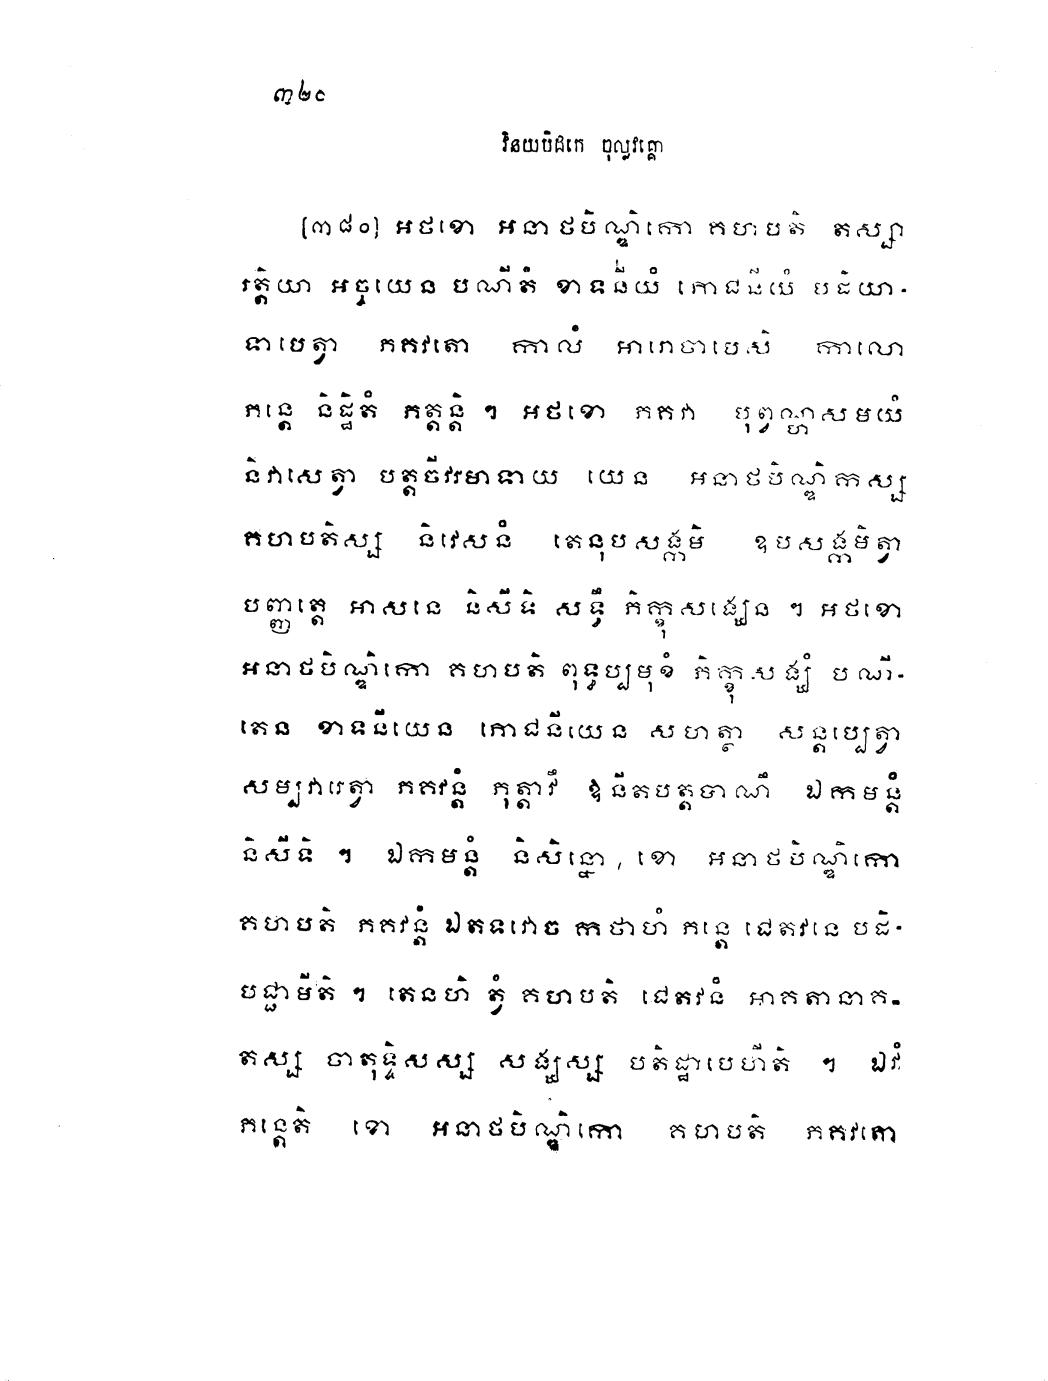 ៣២៤
វិនយបិដកេ ចុល្លវគ្គោ
[៣៨០] អថខោ អនាថបិណ្ឌិកោ គហបតិ តស្សា
រត្តិយា អច្ចយេន បណីតំ ខាទនីយំ ភោជនីយំ បដិយា-
ទាបេត្វា ភគវតោ កាលំ អារោចាបេសិ កាលោ
ភន្តេ និដ្ឋិតំ ភត្តន្តិ ។ អថខោ ភគវា បុព្វណ្ហសមយំ
និវាសេត្វា បត្តចីវរមាទាយ យេន អនាថបិណ្ឌិកស្ស
គហបតិស្ស និវេសនំ តេនុបសង្កមិ ឧបសង្កមិត្វា
បញ្ញត្តេ អាសនេ និសីទិ សទ្ធឹ ភិក្ខុសង្ឃេន ។ អថខោ
អនាថបិណ្ឌិកោ គហបតិ ពុទ្ធប្បមុខំ ភិក្ខុសង្ឃំ បណី-
តេន ខាទនីយេន ភោជនីយេន សហត្ថា សន្តប្បេត្វា
សម្បវារេត្វា ភគវន្តំ ភុត្តាវឹ ឱនីតបត្តបាណឹ ឯកមន្តំ
និសីទិ ។ ឯកមន្តំ និសិន្នោ ខោ អនាថបិណ្ឌិកោ
គហបតិ ភគវន្តំ ឯតទវោច កថាហំ ភន្តេ ជេតវនេ បដិ-
បជ្ជាមីតិ ។ តេនហិ ត្វំ គហបតិ ជេតវនំ អាគតានាគ-
តស្ស ចាតុទ្ទិសស្ស សង្ឃស្ស បតិដ្ឋាបេហីតិ ។ ឯវំ
ភន្តេតិ ខោ អនាថបិណ្ឌិកោ គហបតិ ភគវតោ